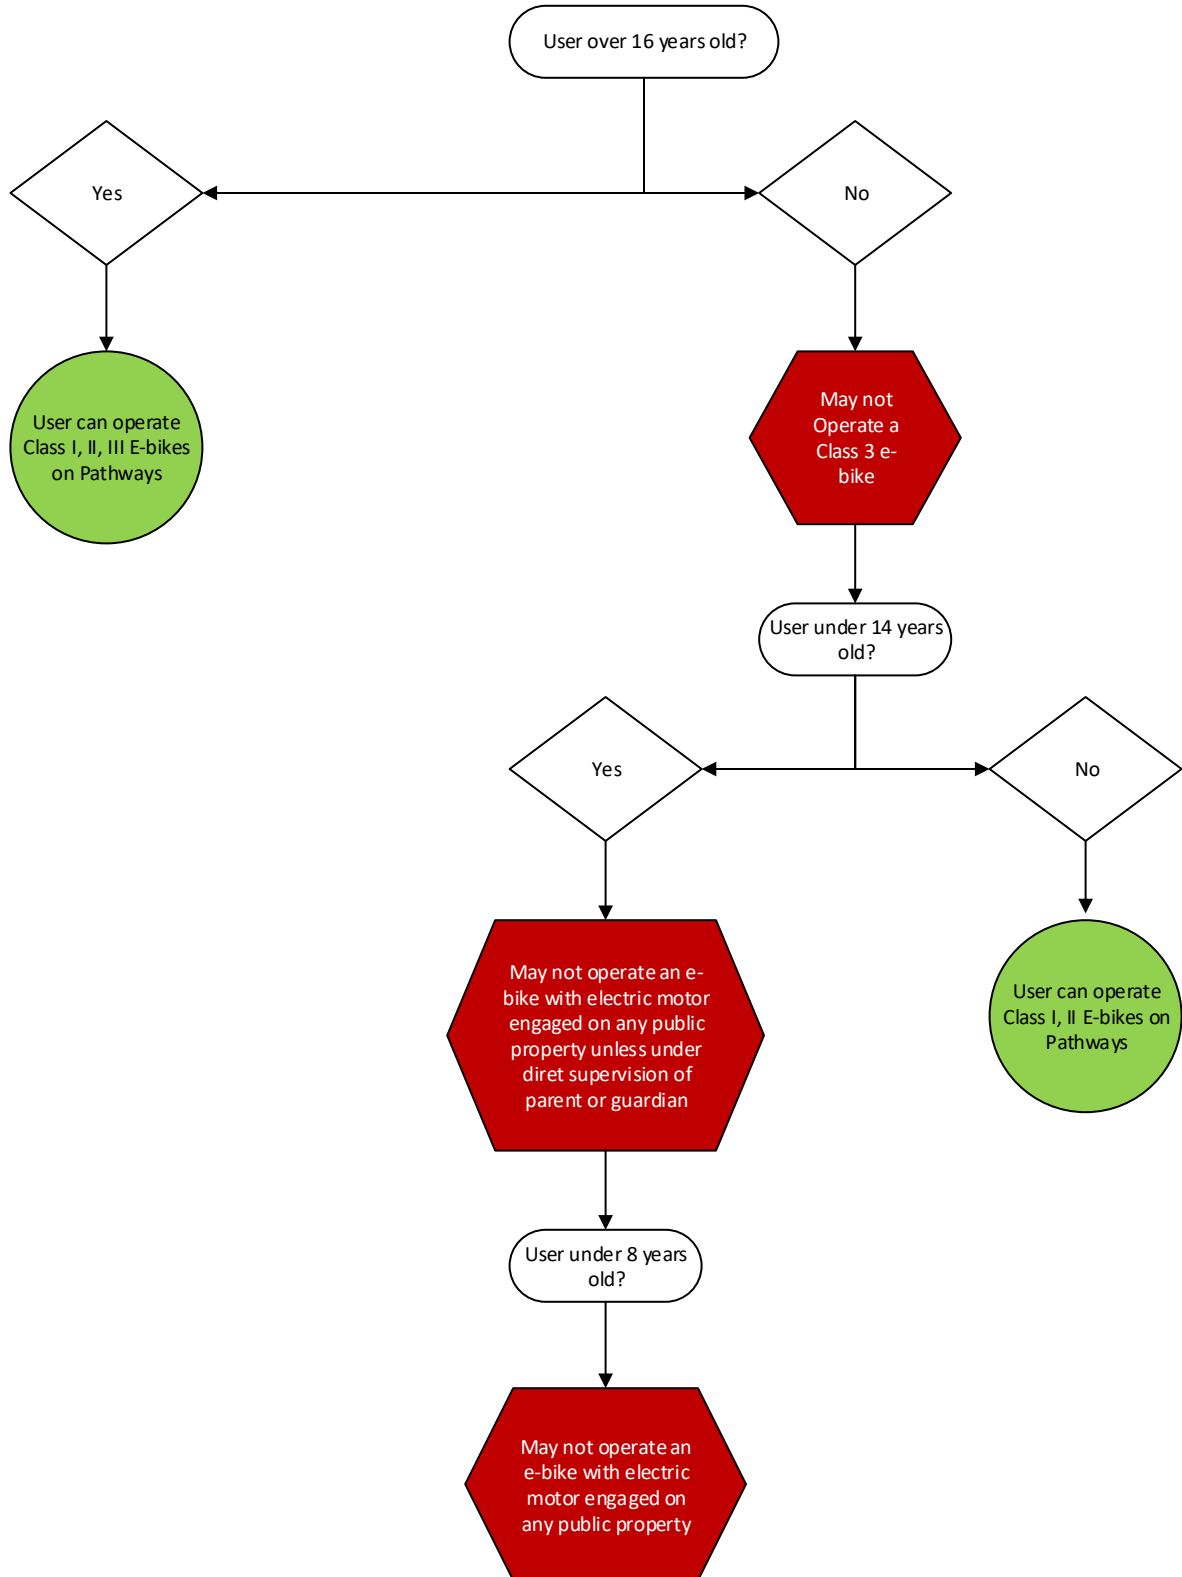 User over 16 years old?
Yes
No
User can operate
Class I, II, III E-bikes
on Pathways
May not
Operate a
Class 3 e-
bike
User under 14 years
old?
Yes
No
May not operate an e-
bike with electric motor
engaged on any public
property unless under
diret supervision of
parent or guardian
User can operate
Class I, II E-bikes on
Pathways
User under 8 years
old?
May not operate an
e-bike with electric
motor engaged on
any public property